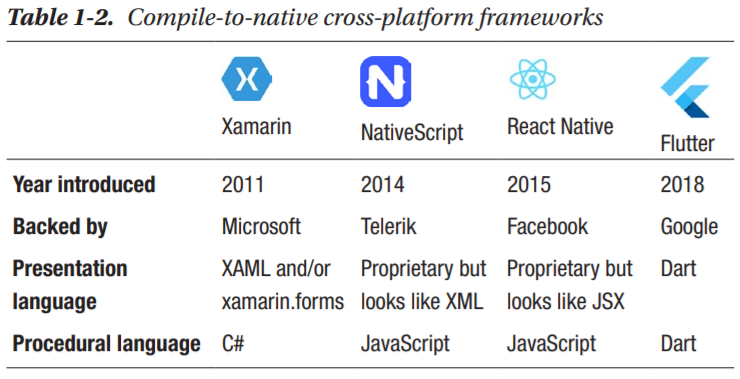 Table 1-2. Compile-to-native cross-platform frameworks
Xamarin NativeScript React Native Flutter
Year introduced 2011 2014 2015 2018
Backed by Microsoft Telerik Facebook Google
Presentation XAML and/or Proprietary but Proprietary but Dart
language xamarin.forms looks like XML looks like JSX
Procedural language C# JavaScript JavaScript Dart